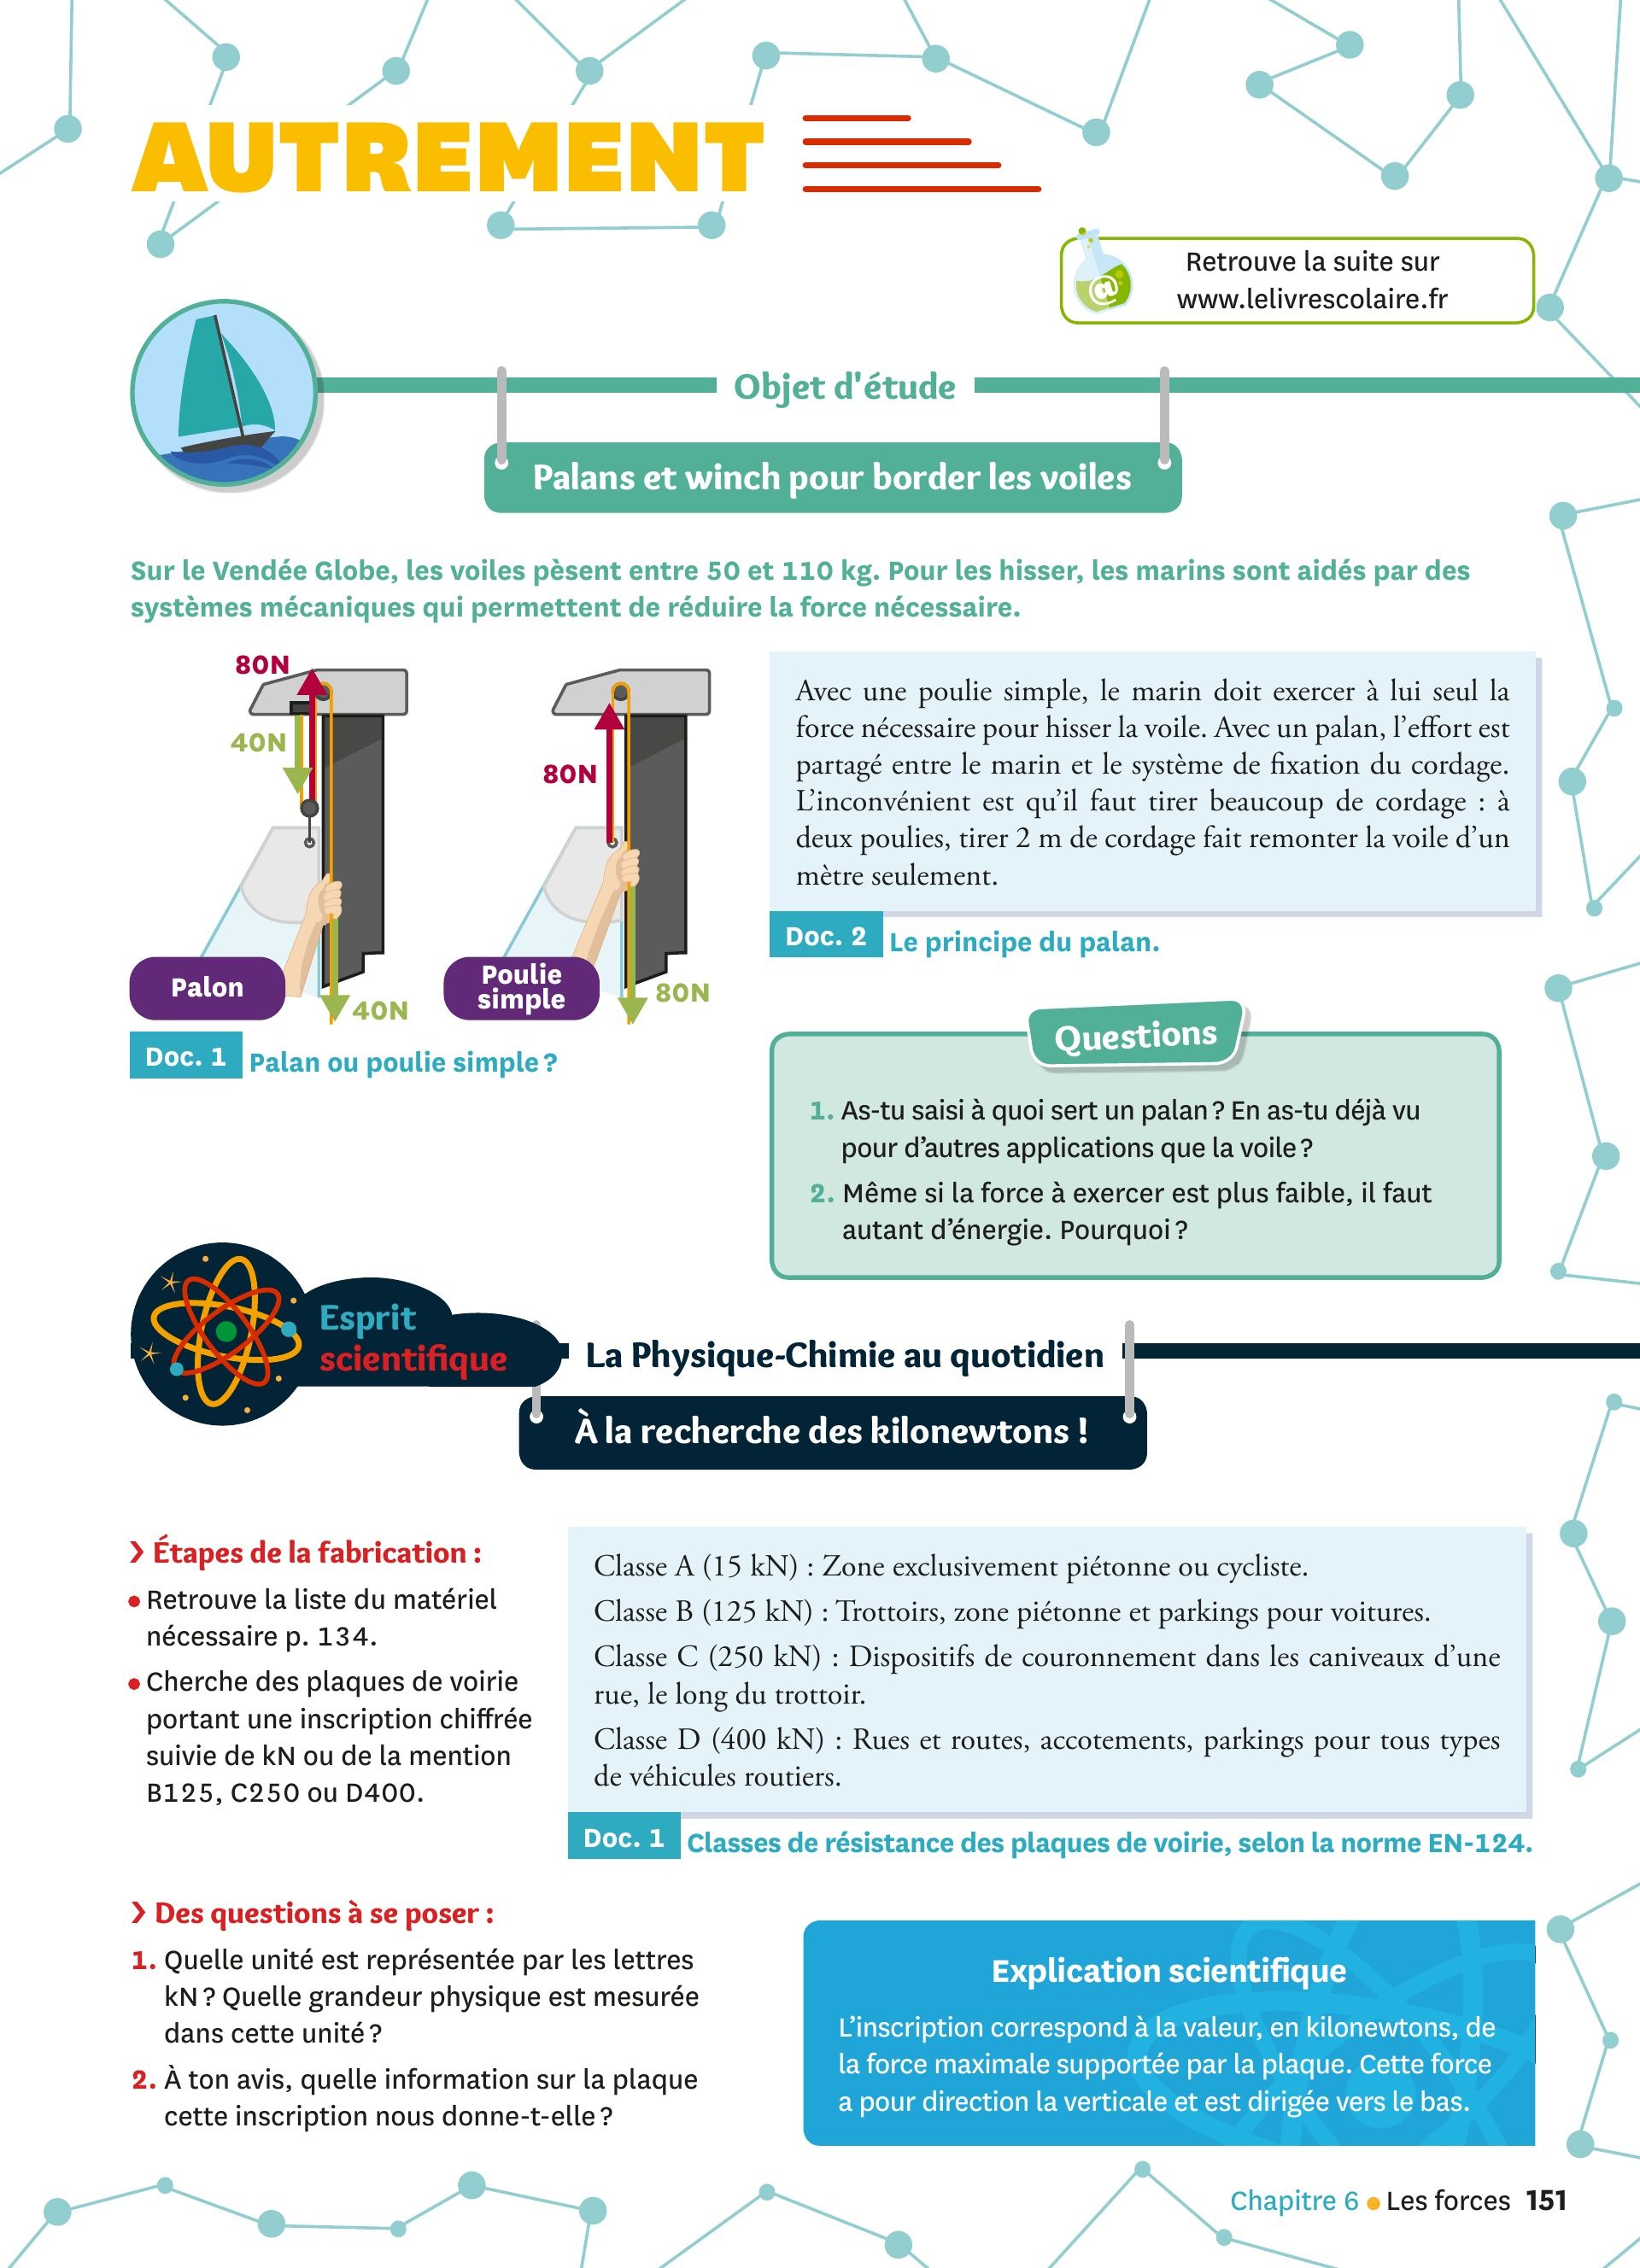 AUTREMENT
Retrouve la suite sur
www.lelivrescolaire.fr
Objet d'étude
Palans et winch pour border les voiles
Sur le Vendée Globe, les voiles pèsent entre 50 et 110 kg. Pour les hisser, les marins sont aidés par des
systèmes mécaniques qui permettent de réduire la force nécessaire.
80N
40N
Palon
40N
80N
Poulie
simple
80N
Doc. 1 Palan ou poulie simple ?
Avec une poulie simple, le marin doit exercer à lui seul la
force nécessaire pour hisser la voile. Avec un palan, l'effort est
partagé entre le marin et le système de fixation du cordage.
L'inconvénient est qu'il faut tirer beaucoup de cordage : à
deux poulies, tirer 2 m de cordage fait remonter la voile d'un
mètre seulement.
Doc. 2 Le principe du palan.
Questions
1. As-tu saisi à quoi sert un palan ? En as-tu déjà vu
pour d'autres applications que la voile ?
2. Même si la force à exercer est plus faible, il faut
autant d'énergie. Pourquoi ?
Esprit
scientifique
La Physique-Chimie au quotidien
À la recherche des kilonewtons !
Étapes de la fabrication :
• Retrouve la liste du matériel
nécessaire p. 134.
• Cherche des plaques de voirie
portant une inscription chiffrée
suivie de kN ou de la mention
B125, C250 ou D400.
Classe A (15 kN) : Zone exclusivement piétonne ou cycliste.
Classe B (125 kN) : Trottoirs, zone piétonne et parkings pour voitures.
Classe C (250 kN) : Dispositifs de couronnement dans les caniveaux d'une
rue, le long du trottoir.
Classe D (400 kN) : Rues et routes, accotements, parkings pour tous types
de véhicules routiers.
Doc. 1 Classes de résistance des plaques de voirie, selon la norme EN-124.
Des questions à se poser :
1. Quelle unité est représentée par les lettres
kN ? Quelle grandeur physique est mesurée
dans cette unité ?
2. À ton avis, quelle information sur la plaque
cette inscription nous donne-t-elle ?
Explication scientifique
L'inscription correspond à la valeur, en kilonewtons, de
la force maximale supportée par la plaque. Cette force
a pour direction la verticale et est dirigée vers le bas.
Chapitre 6 • Les forces 151